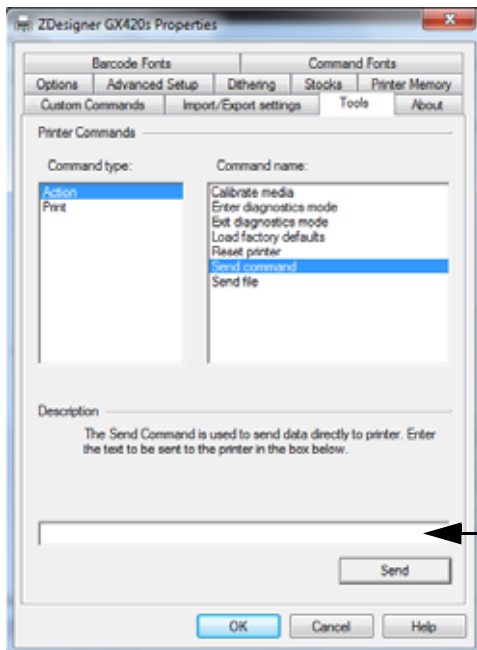 ZDesigner GX420s Properties
Barcode Fonts Command Fonts
Options Advanced Setup Dithering Stocks Printer Memory
Custom Commands Import/Export settings Tools About
Printer Commands
Command type: Command name:
Action Calibrate media
Print Enter diagnostics mode
Exit diagnostics mode
Load factory defaults
Reset printer
Send command
Send file
Description
The Send Command is used to send data directly to printer. Enter
the text to be sent to the printer in the box below.
Send
OK Cancel Help